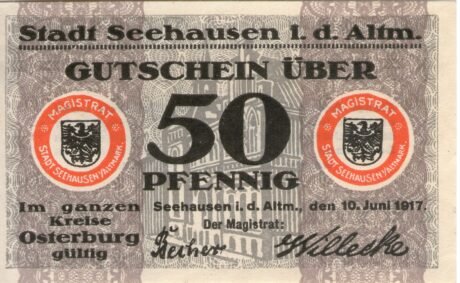 Stadt Seehausen i. d. Altm.
GUTSCHEIN ÜBER
50
PFENNIG
MAGISTRAT
STADT SEEHAUSEN I/ALTMARK.
MAGISTRAT
STADT SEEHAUSEN I/ALTMARK.
Im ganzen
Kreise
Osterburg
gültig
Seehausen i. d. Altm., den 10. Juni 1917.
Der Magistrat:
Willecke